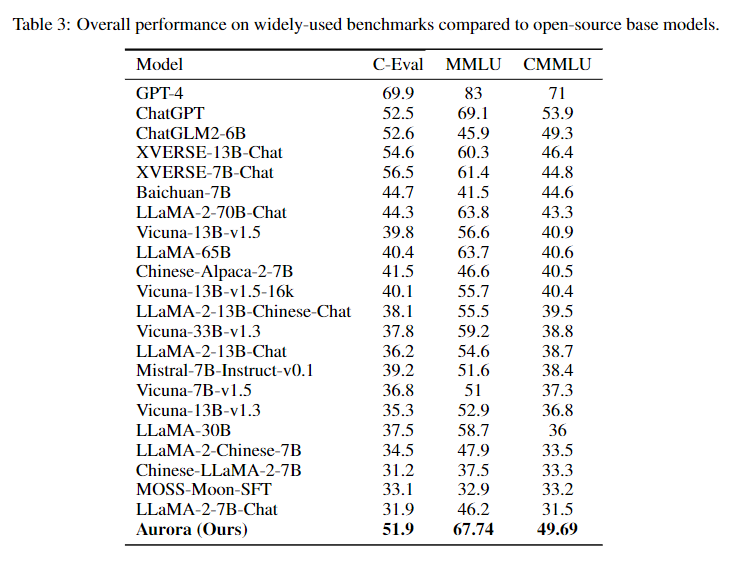 Table 3: Overall performance on widely-used benchmarks compared to open-source base models.
Model C-Eval MMLU CMMLU
GPT-4 69.9 83 71
ChatGPT 52.5 69.1 53.9
ChatGLM2-6B 52.6 45.9 49.3
XVERSE-13B-Chat 54.6 60.3 46.4
XVERSE-7B-Chat 56.5 61.4 44.8
Baichuan-7B 44.7 41.5 44.6
LLaMA-2-70B-Chat 44.3 63.8 43.3
Vicuna-13B-v1.5 39.8 56.6 40.9
LLaMA-65B 40.4 63.7 40.6
Chinese-Alpaca-2-7B 41.5 46.6 40.5
Vicuna-13B-v1.5-16k 40.1 55.7 40.4
LLaMA-2-13B-Chinese-Chat 38.1 55.5 39.5
Vicuna-33B-v1.3 37.8 59.2 38.8
LLaMA-2-13B-Chat 36.2 54.6 38.7
Mistral-7B-Instruct-v0.1 39.2 51.6 38.4
Vicuna-7B-v1.5 36.8 51 37.3
Vicuna-13B-v1.3 35.3 52.9 36.8
LLaMA-30B 37.5 58.7 36
LLaMA-2-Chinese-7B 34.5 47.9 33.5
Chinese-LLaMA-2-7B 31.2 37.5 33.3
MOSS-Moon-SFT 33.1 32.9 33.2
LLaMA-2-7B-Chat 31.9 46.2 31.5
Aurora (Ours) 51.9 67.74 49.69